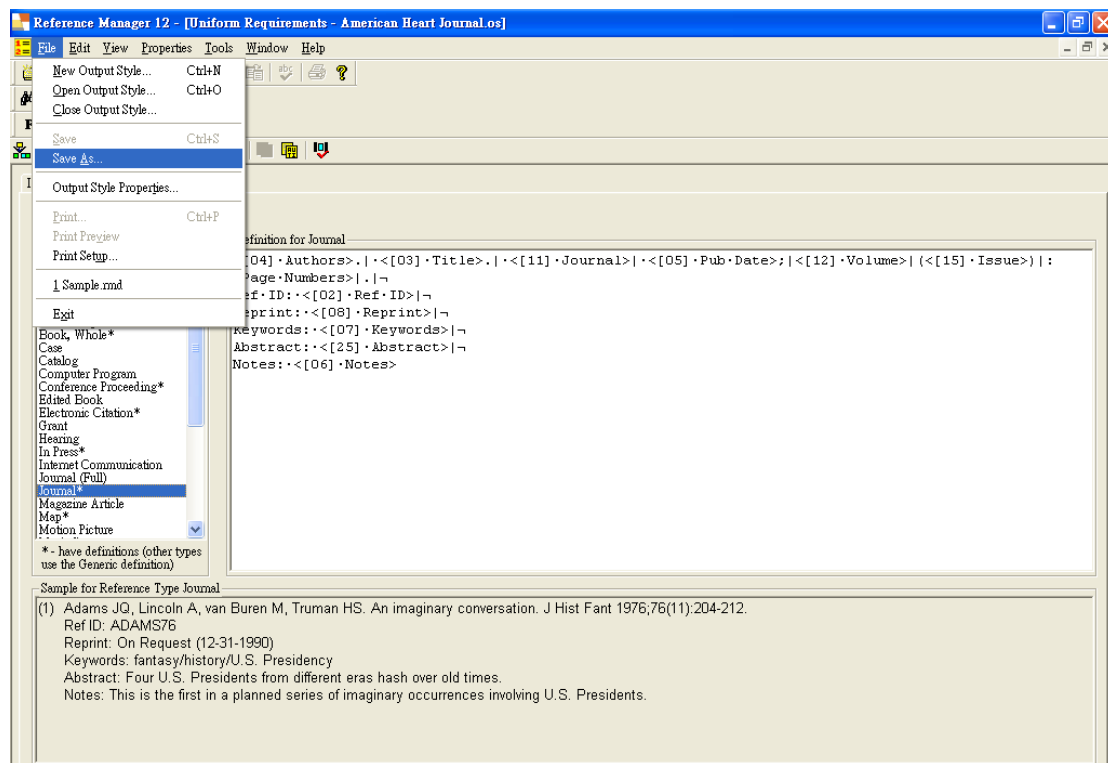 Reference Manager 12 - [Uniform Requirements - American Heart Journal.os]
File Edit View Properties Tools Window Help
New Output Style... Ctrl+N
Open Output Style... Ctrl+O
Close Output Style...
Save Ctrl+S
Save As...
Output Style Properties...
Print... Ctrl+P
Print Preview
Print Setup...
1 Sample.rmd
Exit
efinition for Journal
[04]·Authors>.|·<[03]·Title>.|·<[11]·Journal>|·<[05]·Pub·Date>;|<[12]·Volume>|(<[15]·Issue>)|:
Page·Numbers>|.|¬
ef·ID:·<[02]·Ref·ID>|¬
eprint:·<[08]·Reprint>|¬
Keywords:·<[07]·Keywords>|¬
Abstract:·<[25]·Abstract>|¬
Notes:·<[06]·Notes>
Book, Whole*
Case
Catalog
Computer Program
Conference Proceeding*
Edited Book
Electronic Citation*
Grant
Hearing
In Press*
Internet Communication
Journal (Full)
Journal*
Magazine Article
Map*
Motion Picture
* - have definitions (other types
use the Generic definition)
Sample for Reference Type Journal
(1) Adams JQ, Lincoln A, van Buren M, Truman HS. An imaginary conversation. J Hist Fant 1976;76(11):204-212.
Ref ID: ADAMS76
Reprint: On Request (12-31-1990)
Keywords: fantasy/history/U.S. Presidency
Abstract: Four U.S. Presidents from different eras hash over old times.
Notes: This is the first in a planned series of imaginary occurrences involving U.S. Presidents.